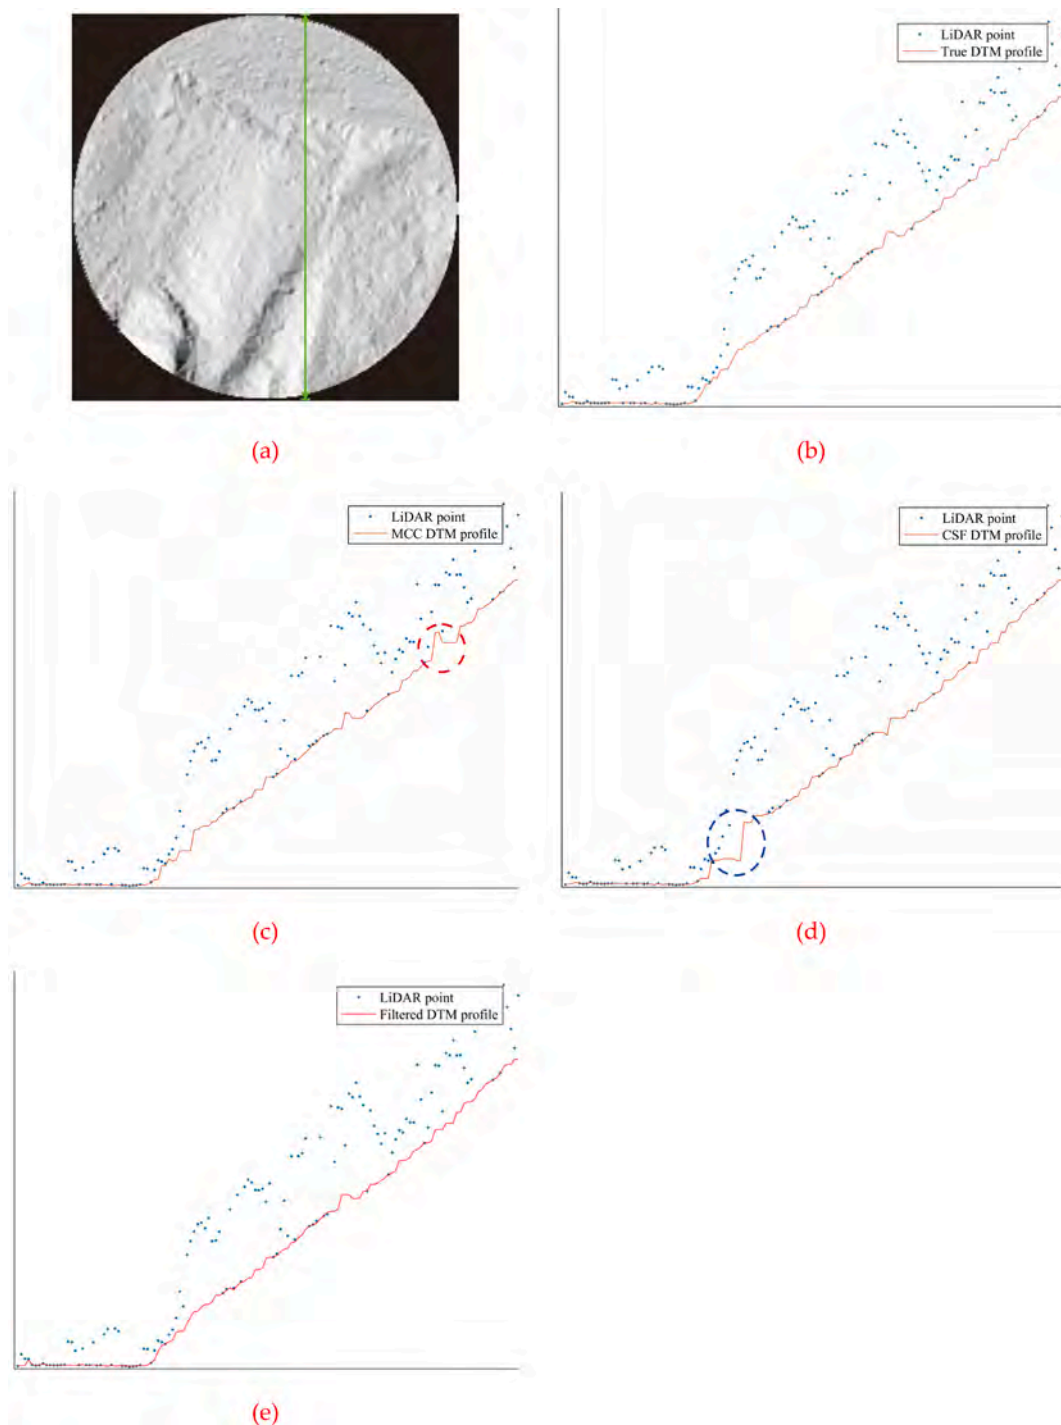 LiDAR point
True DTM profile
(a)
(b)
LiDAR point
MCC DTM profile
LiDAR point
CSF DTM profile
(c)
(d)
LiDAR point
Filtered DTM profile
(e)